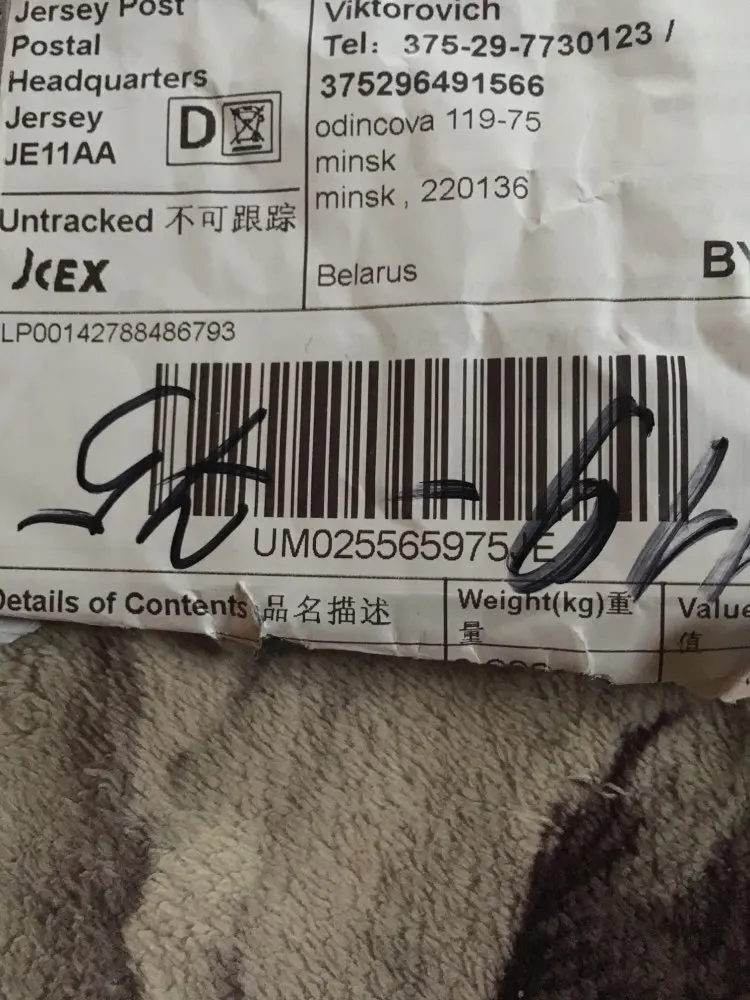 Jersey Post
Postal
Headquarters
Jersey
JE11AA
D
Untracked 不可跟踪
JCEX
Viktorovich
Tel: 375-29-7730123 /
375296491566
odincova 119-75
minsk
minsk , 220136
Belarus
BY
LP00142788486793
UM025565975JE
Details of Contents 品名描述
Weight(kg)重
量
Value
值